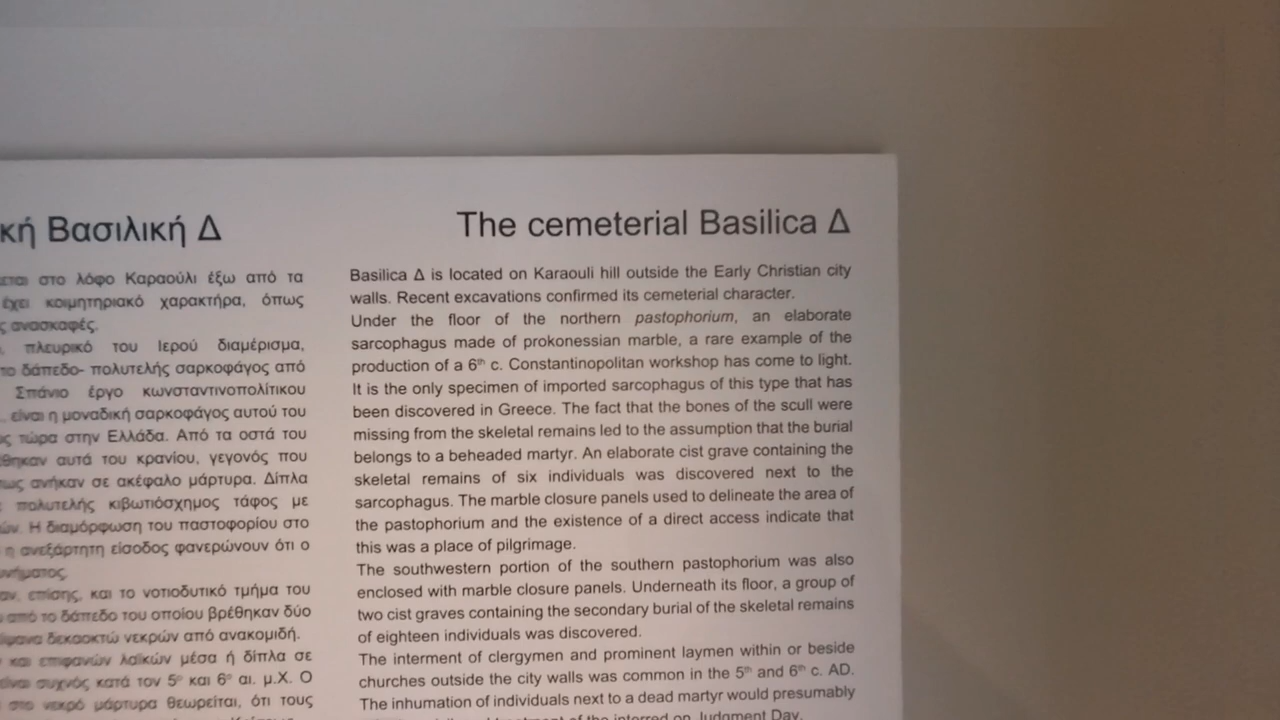 κή Βασιλική Δ
στο λόφο Καραούλι έξω από τα
έχει κοιμητηριακό χαρακτήρα, όπως
ανασκαφές.
πλευρικό του Ιερού διαμέρισμα,
το δάπεδο- πολυτελής σαρκοφάγος από
Σπάνιο έργο κωνσταντινοπολίτικου
είναι η μοναδική σαρκοφάγος αυτού του
τώρα στην Ελλάδα. Από τα οστά του
αυτά του κρανίου, γεγονός που
ανήκαν σε ακέφαλο μάρτυρα. Δίπλα
πολυτελής κιβωτιόσχημος τάφος με
Η διαμόρφωση του παστοφορίου στο
η ανεξάρτητη είσοδος φανερώνουν ότι ο
επίσης, και το νοτιοδυτικό τμήμα του
από το δάπεδο του οποίου βρέθηκαν δύο
δεκαοκτώ νεκρών από ανακομιδή.
και επιφανών λαϊκών μέσα ή δίπλα σε
είναι συχνός κατά τον 5º και 6º αι. μ.Χ. Ο
στο νεκρό μάρτυρα θεωρείται, ότι τους
The cemeterial Basilica Δ
Basilica Δ is located on Karaouli hill outside the Early Christian city
walls. Recent excavations confirmed its cemeterial character.
Under the floor of the northern pastophorium, an elaborate
sarcophagus made of prokonessian marble, a rare example of the
production of a 6th c. Constantinopolitan workshop has come to light.
It is the only specimen of imported sarcophagus of this type that has
been discovered in Greece. The fact that the bones of the scull were
missing from the skeletal remains led to the assumption that the burial
belongs to a beheaded martyr. An elaborate cist grave containing the
skeletal remains of six individuals was discovered next to the
sarcophagus. The marble closure panels used to delineate the area of
the pastophorium and the existence of a direct access indicate that
this was a place of pilgrimage.
The southwestern portion of the southern pastophorium was also
enclosed with marble closure panels. Underneath its floor, a group of
two cist graves containing the secondary burial of the skeletal remains
of eighteen individuals was discovered.
The interment of clergymen and prominent laymen within or beside
churches outside the city walls was common in the 5th and 6th c. AD.
The inhumation of individuals next to a dead martyr would presumably
of the interred on Judgment Day.